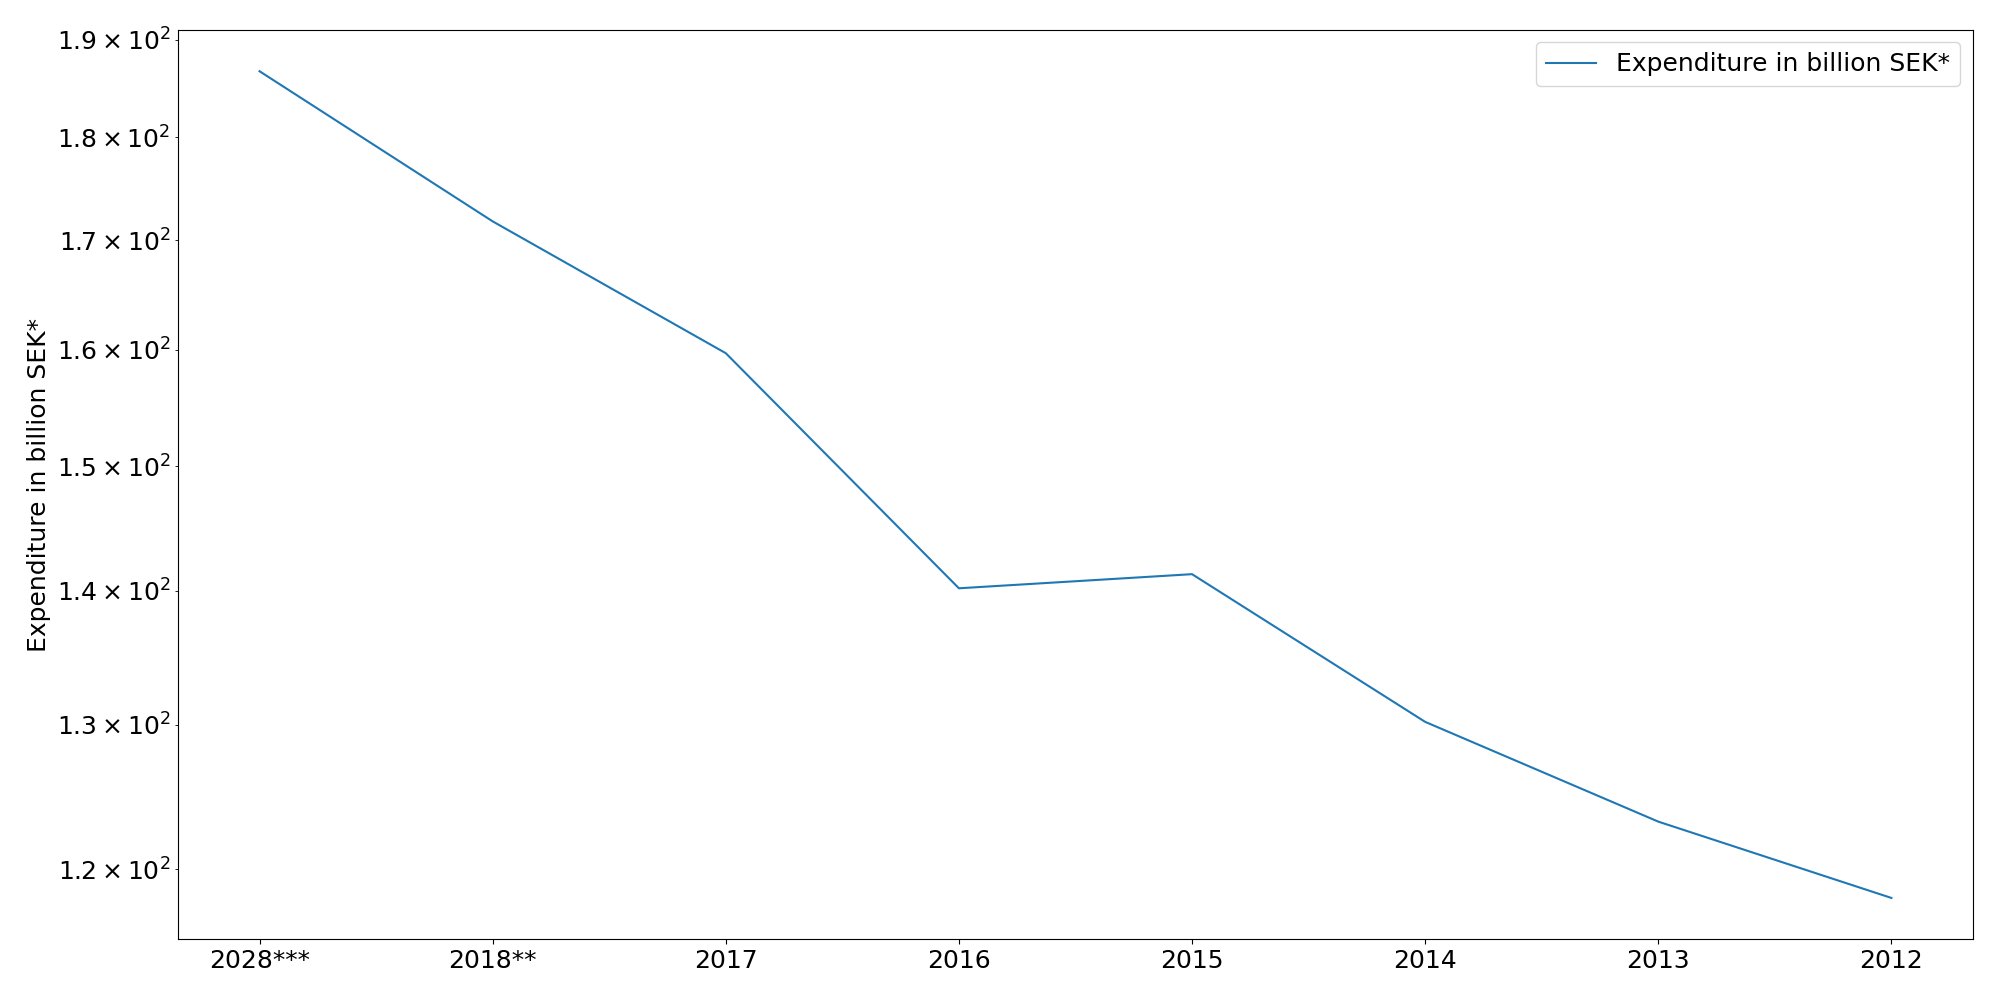 Expenditure in billion SEK*
Expenditure in billion SEK*
1.9 × 10²
1.8 × 10²
1.7 × 10²
1.6 × 10²
1.5 × 10²
1.4 × 10²
1.3 × 10²
1.2 × 10²
2028*** 2018** 2017 2016 2015 2014 2013 2012